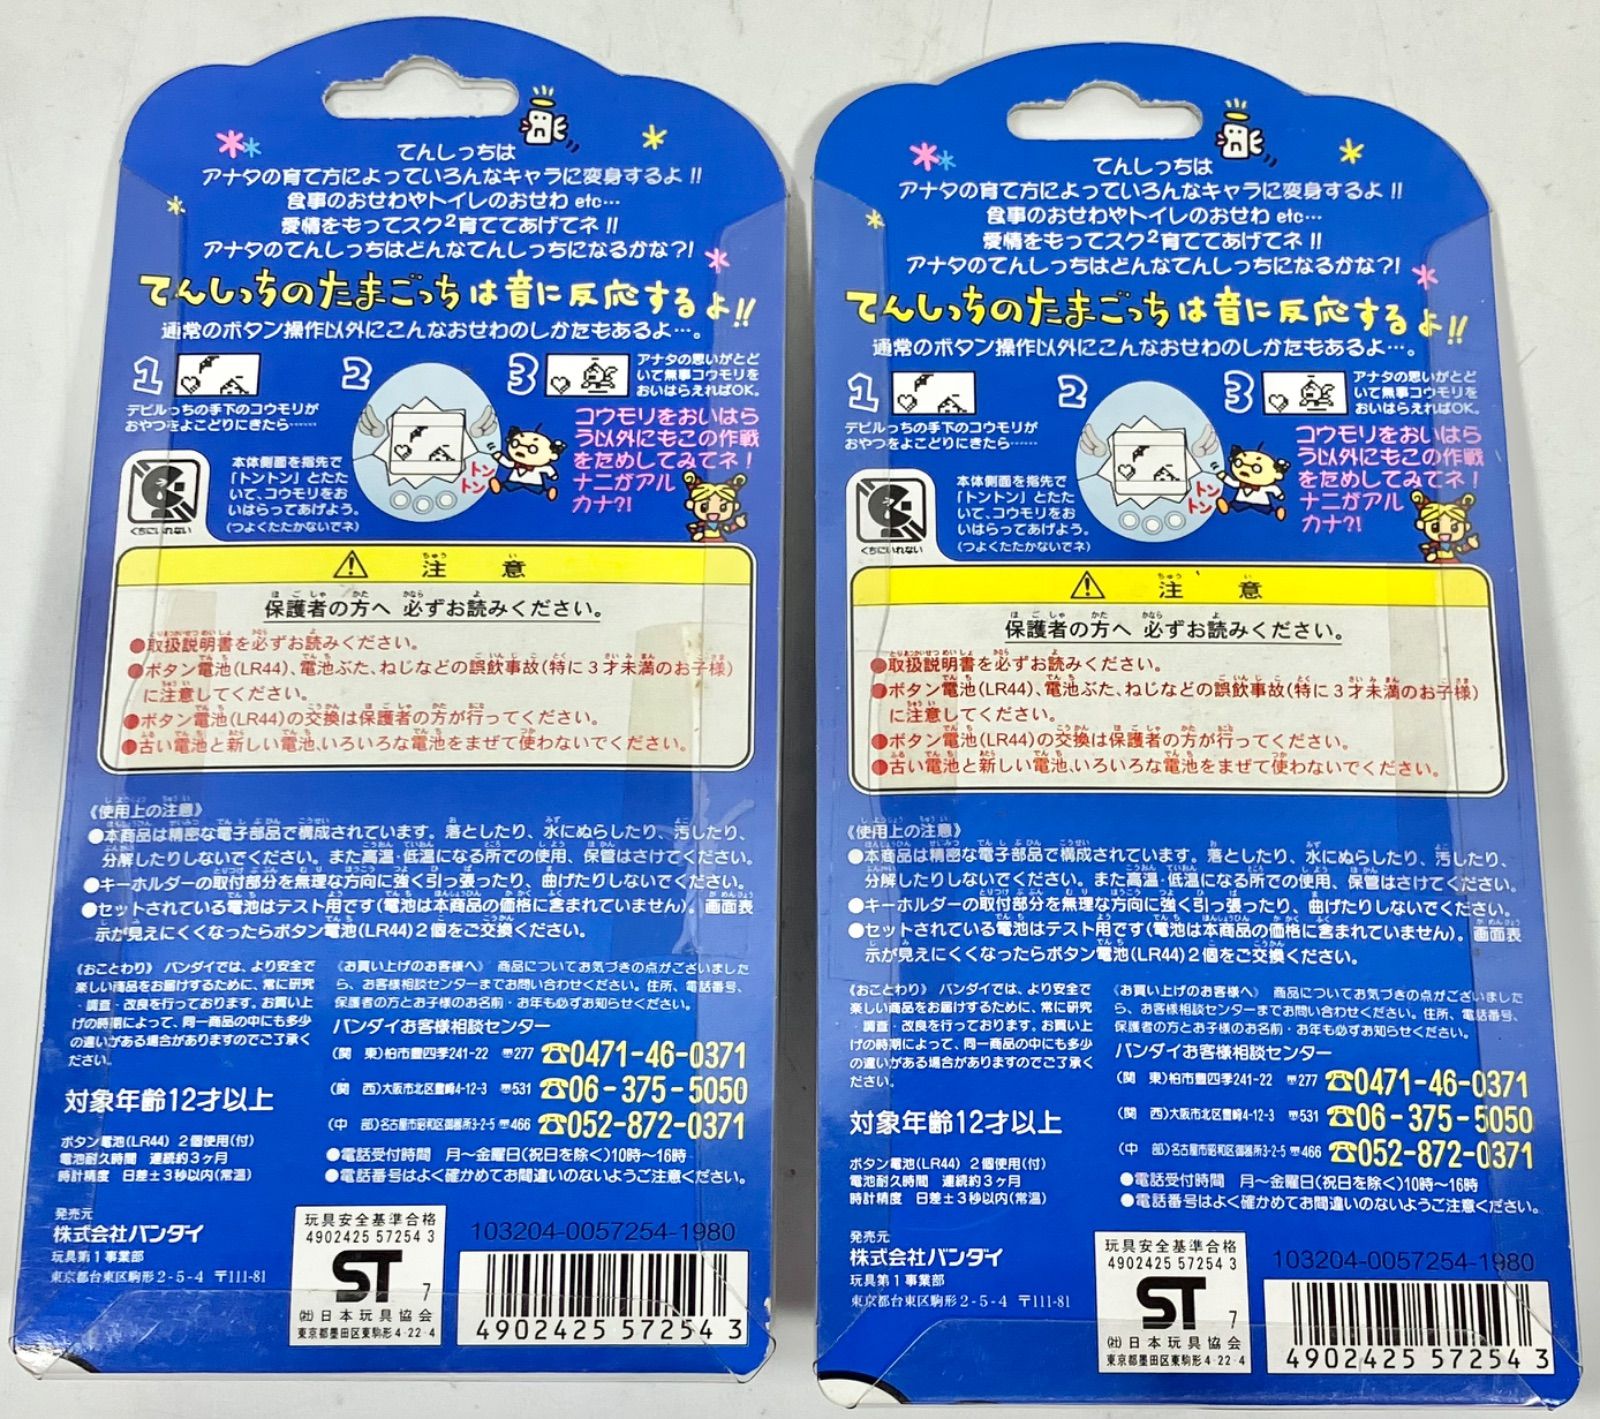 てんしっちは
アナタの育て方によっていろんなキャラに変身するよ!!
食事のおせわやトイレのおせわ etc…
愛情をもってスク2育ててあげてネ!!
アナタのてんしっちはどんなてんしっちになるかな?!
てんしっちのたまごっちは音に反応するよ!!
通常のボタン操作以外にこんなおせわのしかたもあるよ…。
1
デビルっちの手下のコウモリが
おやつをよこどりにきたら……
2
本体側面を指先で
「トントン」とたた
いて、コウモリをお
いはらってあげよう。
(つよくたたかないでネ)
トントン
3
アナタの思いがとど
いて無事コウモリを
おいはらえればOK。
コウモリをおいはら
う以外にもこの作戦
をためしてみてネ!
ナニがアル
カナ?!
くちにいれない
注意
保護者の方へ 必ずお読みください。
●取扱説明書を必ずお読みください。
●ボタン電池(LR44)、電池ぶた、ねじなどの誤飲事故(特に3才未満のお子様)
に注意してください。
●ボタン電池(LR44)の交換は保護者の方が行ってください。
●古い電池と新しい電池、いろいろな電池をまぜて使わないでください。
《使用上の注意》
●本商品は精密な電子部品で構成されています。落としたり、水にぬらしたり、汚したり、
分解したりしないでください。また高温・低温になる所での使用、保管はさけてください。
●キーホルダーの取付部分を無理な方向に強く引っ張ったり、曲げたりしないでください。
●セットされている電池はテスト用です(電池は本商品の価格に含まれていません)。画面表
示が見えにくくなったらボタン電池(LR44)2個をご交換ください。
《おことわり》 バンダイでは、より安全で
楽しい商品をお届けするために、常に研究
・調査・改良を行っております。お買い上
げの時期によって、同一商品の中にも多少
の違いがある場合がありますのでご了承く
ださい。
対象年齢12才以上
ボタン電池(LR44) 2個使用(付)
電池耐久時間 連続約3ヶ月
時計精度 日差±3秒以内(常温)
《お買い上げのお客様へ》 商品についてお気づきの点がございました
ら、お客様相談センターまでお問い合わせください。住所、電話番号、
保護者の方とお子様のお名前・お年も必ずお知らせください。
バンダイお客様相談センター
(関 東)柏市豊四季241-22 〒277 ☎0471-46-0371
(関 西)大阪市北区豊崎4-12-3 〒531 ☎06-375-5050
(中 部)名古屋市昭和区御器所3-2-5 〒466 ☎052-872-0371
●電話受付時間 月〜金曜日(祝日を除く)10時〜16時
●電話番号はよく確かめてお間違いのないようご注意ください。
発売元
株式会社バンダイ
玩具第1事業部
東京都台東区駒形2-5-4 〒111-81
玩具安全基準合格
4902425 57254 3
ST 7
(社)日本玩具協会
東京都墨田区東駒形4-22-4
103204-0057254-1980
4902425 572543
てんしっちは
アナタの育て方によっていろんなキャラに変身するよ!!
食事のおせわやトイレのおせわ etc…
愛情をもってスク2育ててあげてネ!!
アナタのてんしっちはどんなてんしっちになるかな?!
てんしっちのたまごっちは音に反応するよ!!
通常のボタン操作以外にこんなおせわのしかたもあるよ…。
1
デビルっちの手下のコウモリが
おやつをよこどりにきたら……
2
本体側面を指先で
「トントン」とたた
いて、コウモリをお
いはらってあげよう。
(つよくたたかないでネ)
トントン
3
アナタの思いがとど
いて無事コウモリを
おいはらえればOK。
コウモリをおいはら
う以外にもこの作戦
をためしてみてネ!
ナニがアル
カナ?!
くちにいれない
注意
保護者の方へ 必ずお読みください。
●取扱説明書を必ずお読みください。
●ボタン電池(LR44)、電池ぶた、ねじなどの誤飲事故(特に3才未満のお子様)
に注意してください。
●ボタン電池(LR44)の交換は保護者の方が行ってください。
●古い電池と新しい電池、いろいろな電池をまぜて使わないでください。
《使用上の注意》
●本商品は精密な電子部品で構成されています。落としたり、水にぬらしたり、汚したり、
分解したりしないでください。また高温・低温になる所での使用、保管はさけてください。
●キーホルダーの取付部分を無理な方向に強く引っ張ったり、曲げたりしないでください。
●セットされている電池はテスト用です(電池は本商品の価格に含まれていません)。画面表
示が見えにくくなったらボタン電池(LR44)2個をご交換ください。
《おことわり》 バンダイでは、より安全で
楽しい商品をお届けするために、常に研究
・調査・改良を行っております。お買い上
げの時期によって、同一商品の中にも多少
の違いがある場合がありますのでご了承く
ださい。
対象年齢12才以上
ボタン電池(LR44) 2個使用(付)
電池耐久時間 連続約3ヶ月
時計精度 日差±3秒以内(常温)
《お買い上げのお客様へ》 商品についてお気づきの点がございました
ら、お客様相談センターまでお問い合わせください。住所、電話番号、
保護者の方とお子様のお名前・お年も必ずお知らせください。
バンダイお客様相談センター
(関 東)柏市豊四季241-22 〒277 ☎0471-46-0371
(関 西)大阪市北区豊崎4-12-3 〒531 ☎06-375-5050
(中 部)名古屋市昭和区御器所3-2-5 〒466 ☎052-872-0371
●電話受付時間 月〜金曜日(祝日を除く)10時〜16時
●電話番号はよく確かめてお間違いのないようご注意ください。
発売元
株式会社バンダイ
玩具第1事業部
東京都台東区駒形2-5-4 〒111-81
玩具安全基準合格
4902425 57254 3
ST 7
(社)日本玩具協会
東京都墨田区東駒形4-22-4
103204-0057254-1980
4902425 572543